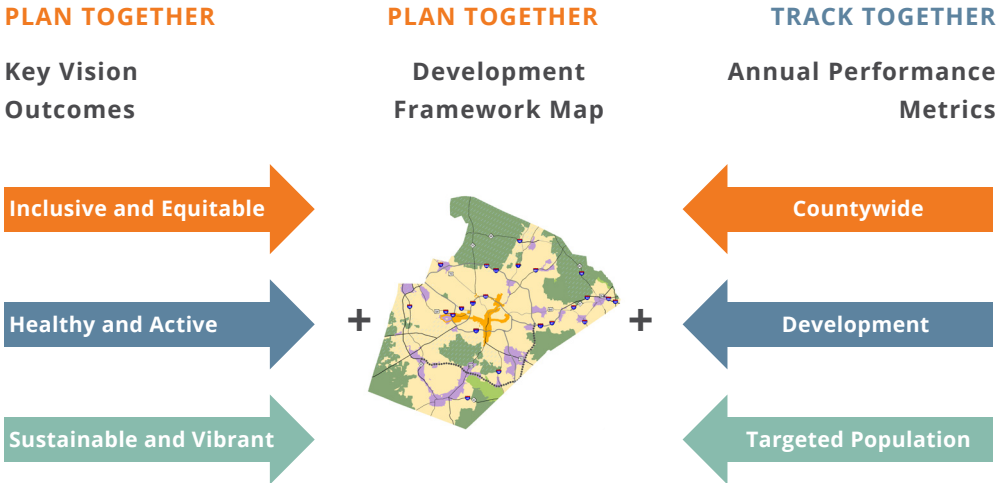 PLAN TOGETHER
Key Vision
Outcomes
Inclusive and Equitable
Healthy and Active
Sustainable and Vibrant
PLAN TOGETHER
Development
Framework Map
+
+
TRACK TOGETHER
Annual Performance
Metrics
Countywide
Development
Targeted Population